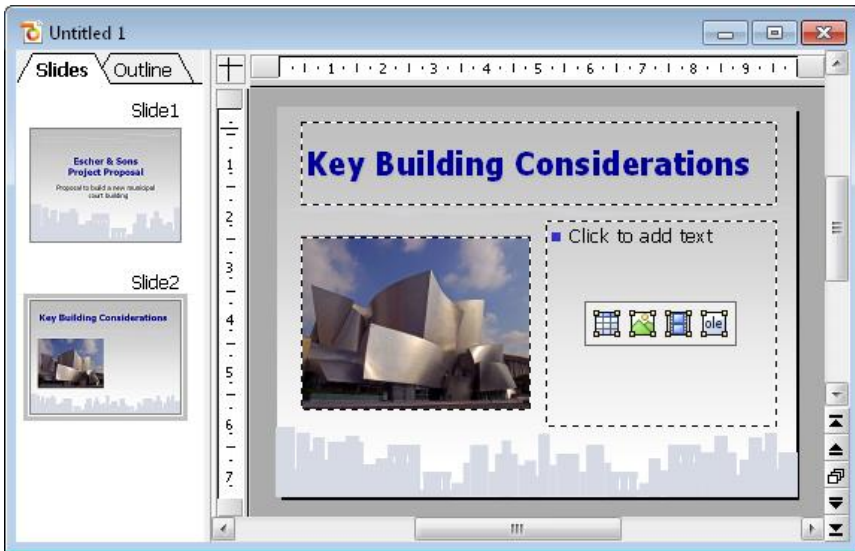 Untitled 1
Slides Outline
Slide1
Escher & Sons
Project Proposal
Proposal to build a new municipal
court building
Slide2
Key Building Considerations
1 2 3 4 5 6 7 8 9
1
2
3
4
5
6
7
Key Building Considerations
Click to add text
ole